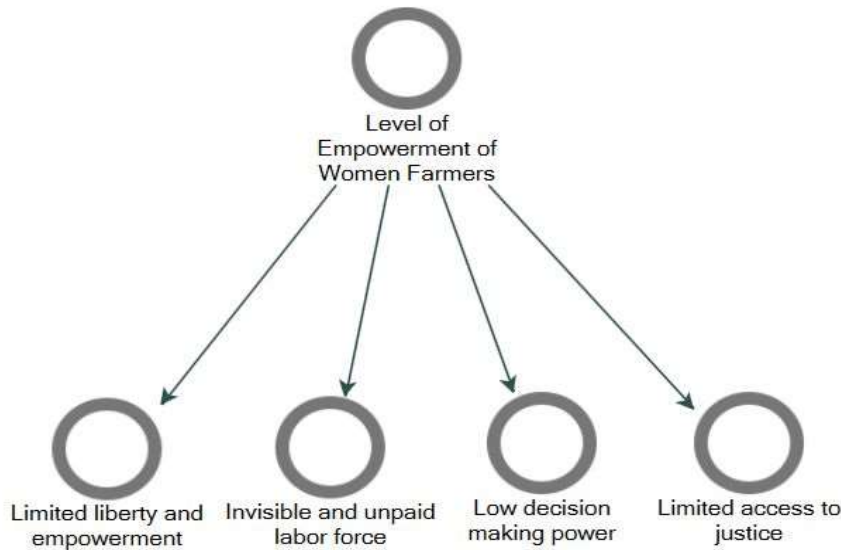 Level of
Empowerment of
Women Farmers
Limited liberty and
empowerment
Invisible and unpaid
labor force
Low decision
making power
Limited access to
justice